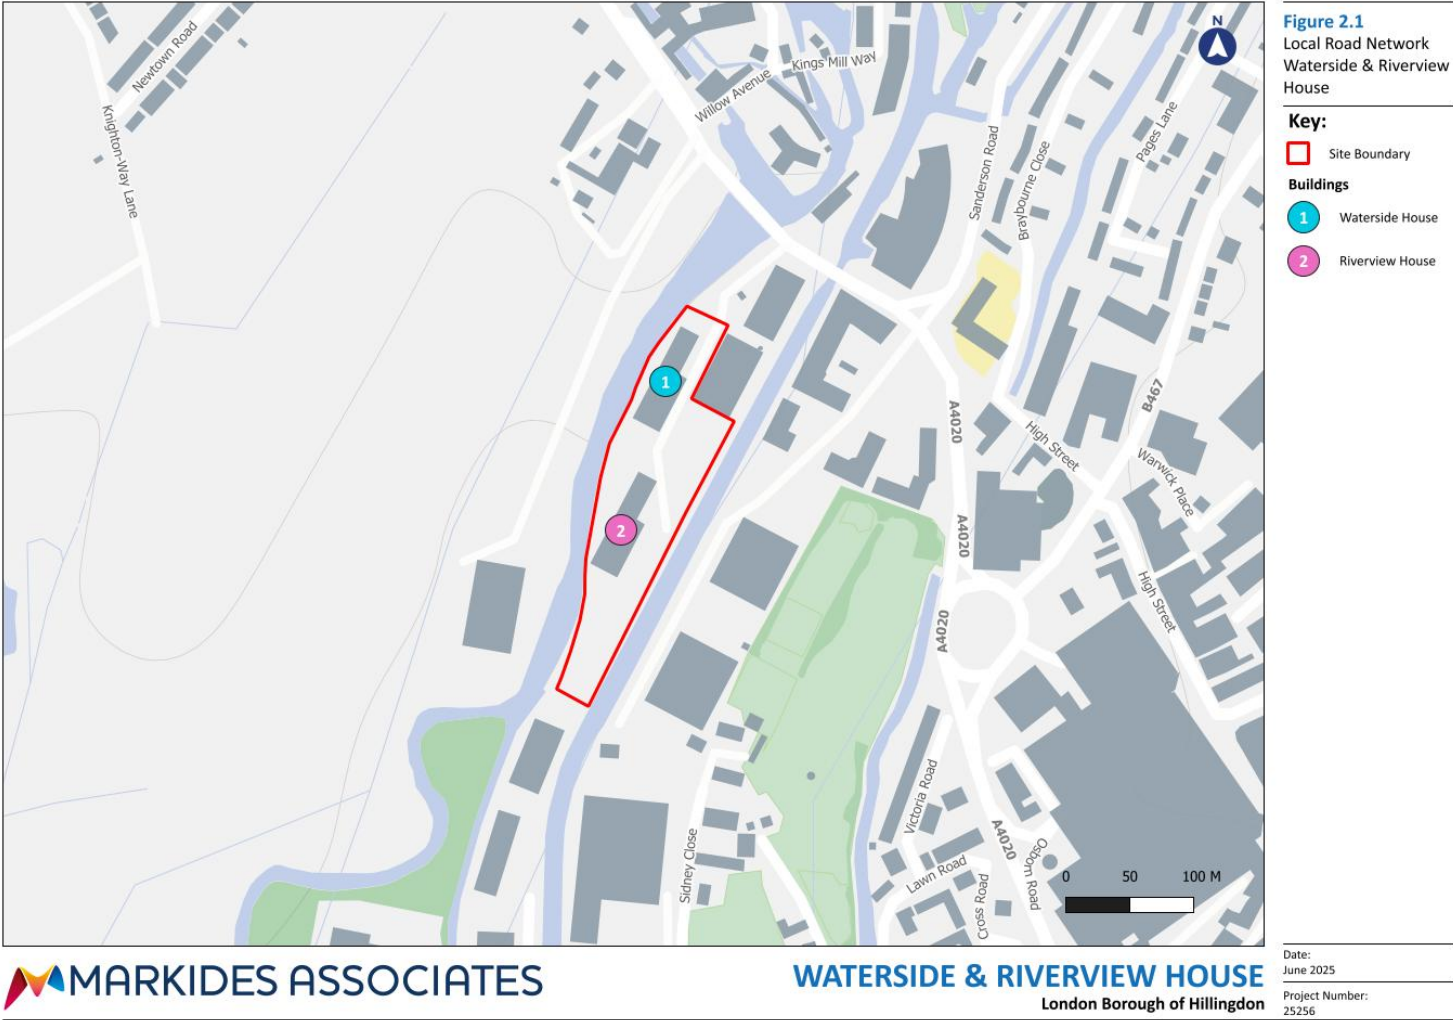 Newtown Road
Knighton-Way Lane
Willow Avenue
Kings Mill Way
Sanderson Road
Braybourne Close
Pages Lane
N
1
2
A4020
High Street
B467
Warwick Place
A4020
High Street
A4020
Victoria Road
A4020
Osborn Road
Lawn Road
Cross Road
Sidney Close
0 50 100 M
Figure 2.1
Local Road Network
Waterside & Riverview
House
Key:
Site Boundary
Buildings
1 Waterside House
2 Riverview House
MARKIDES ASSOCIATES
WATERSIDE & RIVERVIEW HOUSE
London Borough of Hillingdon
Date:
June 2025
Project Number:
25256